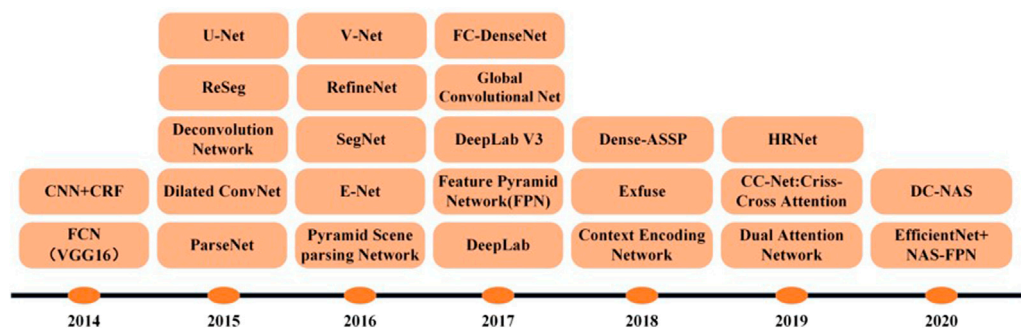 U-Net
V-Net
FC-DenseNet
ReSeg
RefineNet
Global
Convolutional Net
Deconvolution
Network
SegNet
DeepLab V3
Dense-ASSP
HRNet
CNN+CRF
Dilated ConvNet
E-Net
Feature Pyramid
Network(FPN)
Exfuse
CC-Net:Criss-
Cross Attention
DC-NAS
FCN
（VGG16）
ParseNet
Pyramid Scene
parsing Network
DeepLab
Context Encoding
Network
Dual Attention
Network
EfficientNet+
NAS-FPN
2014
2015
2016
2017
2018
2019
2020